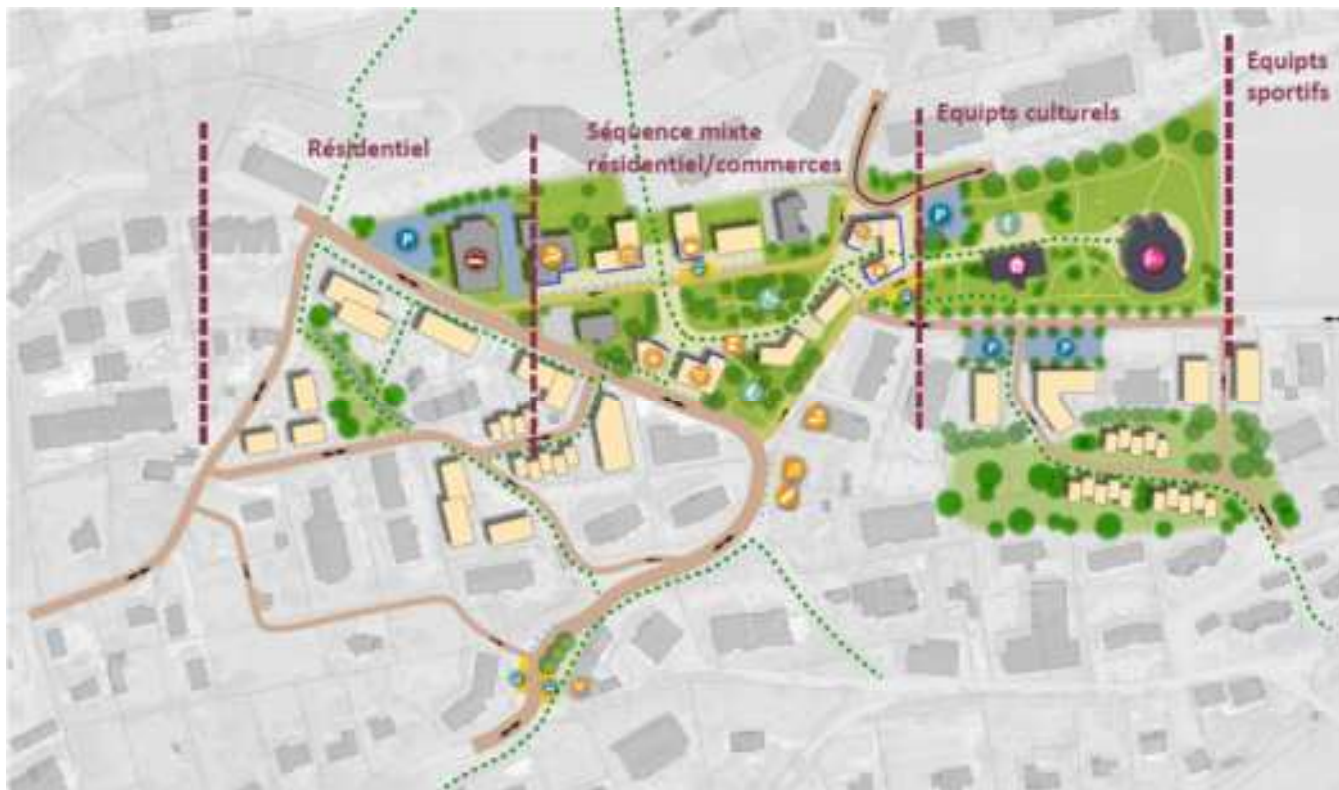 Résidentiel
Séquence mixte
résidentiel/commerces
Equipts culturels
Equipts
sportifs
P
P
P
P